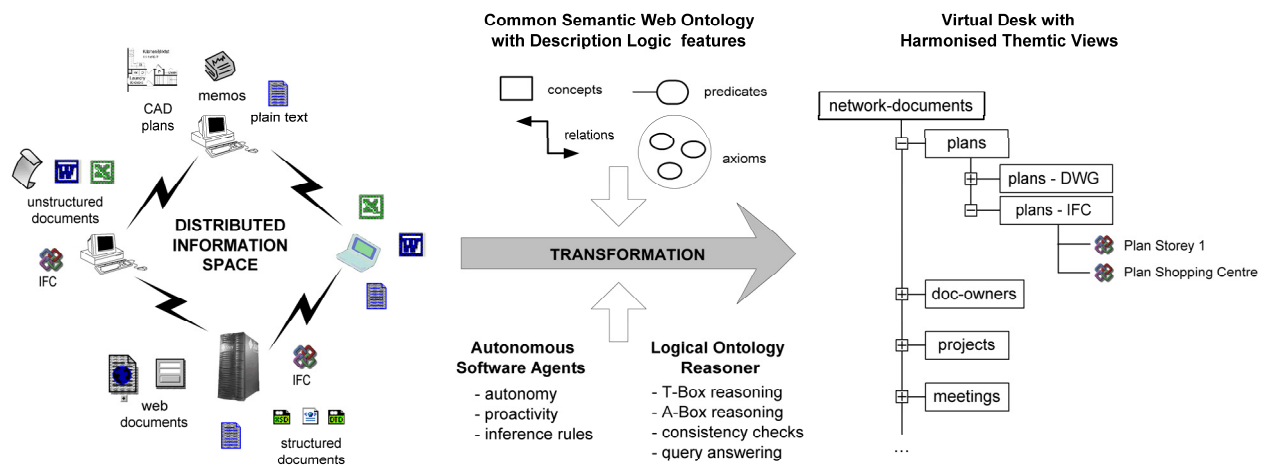 CAD
plans
memos
plain text
unstructured
documents
DISTRIBUTED
INFORMATION
SPACE
IFC
IFC
web
documents
XSD
DTD
structured
documents
Common Semantic Web Ontology
with Description Logic features
concepts
predicates
relations
axioms
TRANSFORMATION
Autonomous
Software Agents
- autonomy
- proactivity
- inference rules
Logical Ontology
Reasoner
- T-Box reasoning
- A-Box reasoning
- consistency checks
- query answering
Virtual Desk with
Harmonised Themtic Views
network-documents
plans
plans - DWG
plans - IFC
Plan Storey 1
Plan Shopping Centre
doc-owners
projects
meetings
...